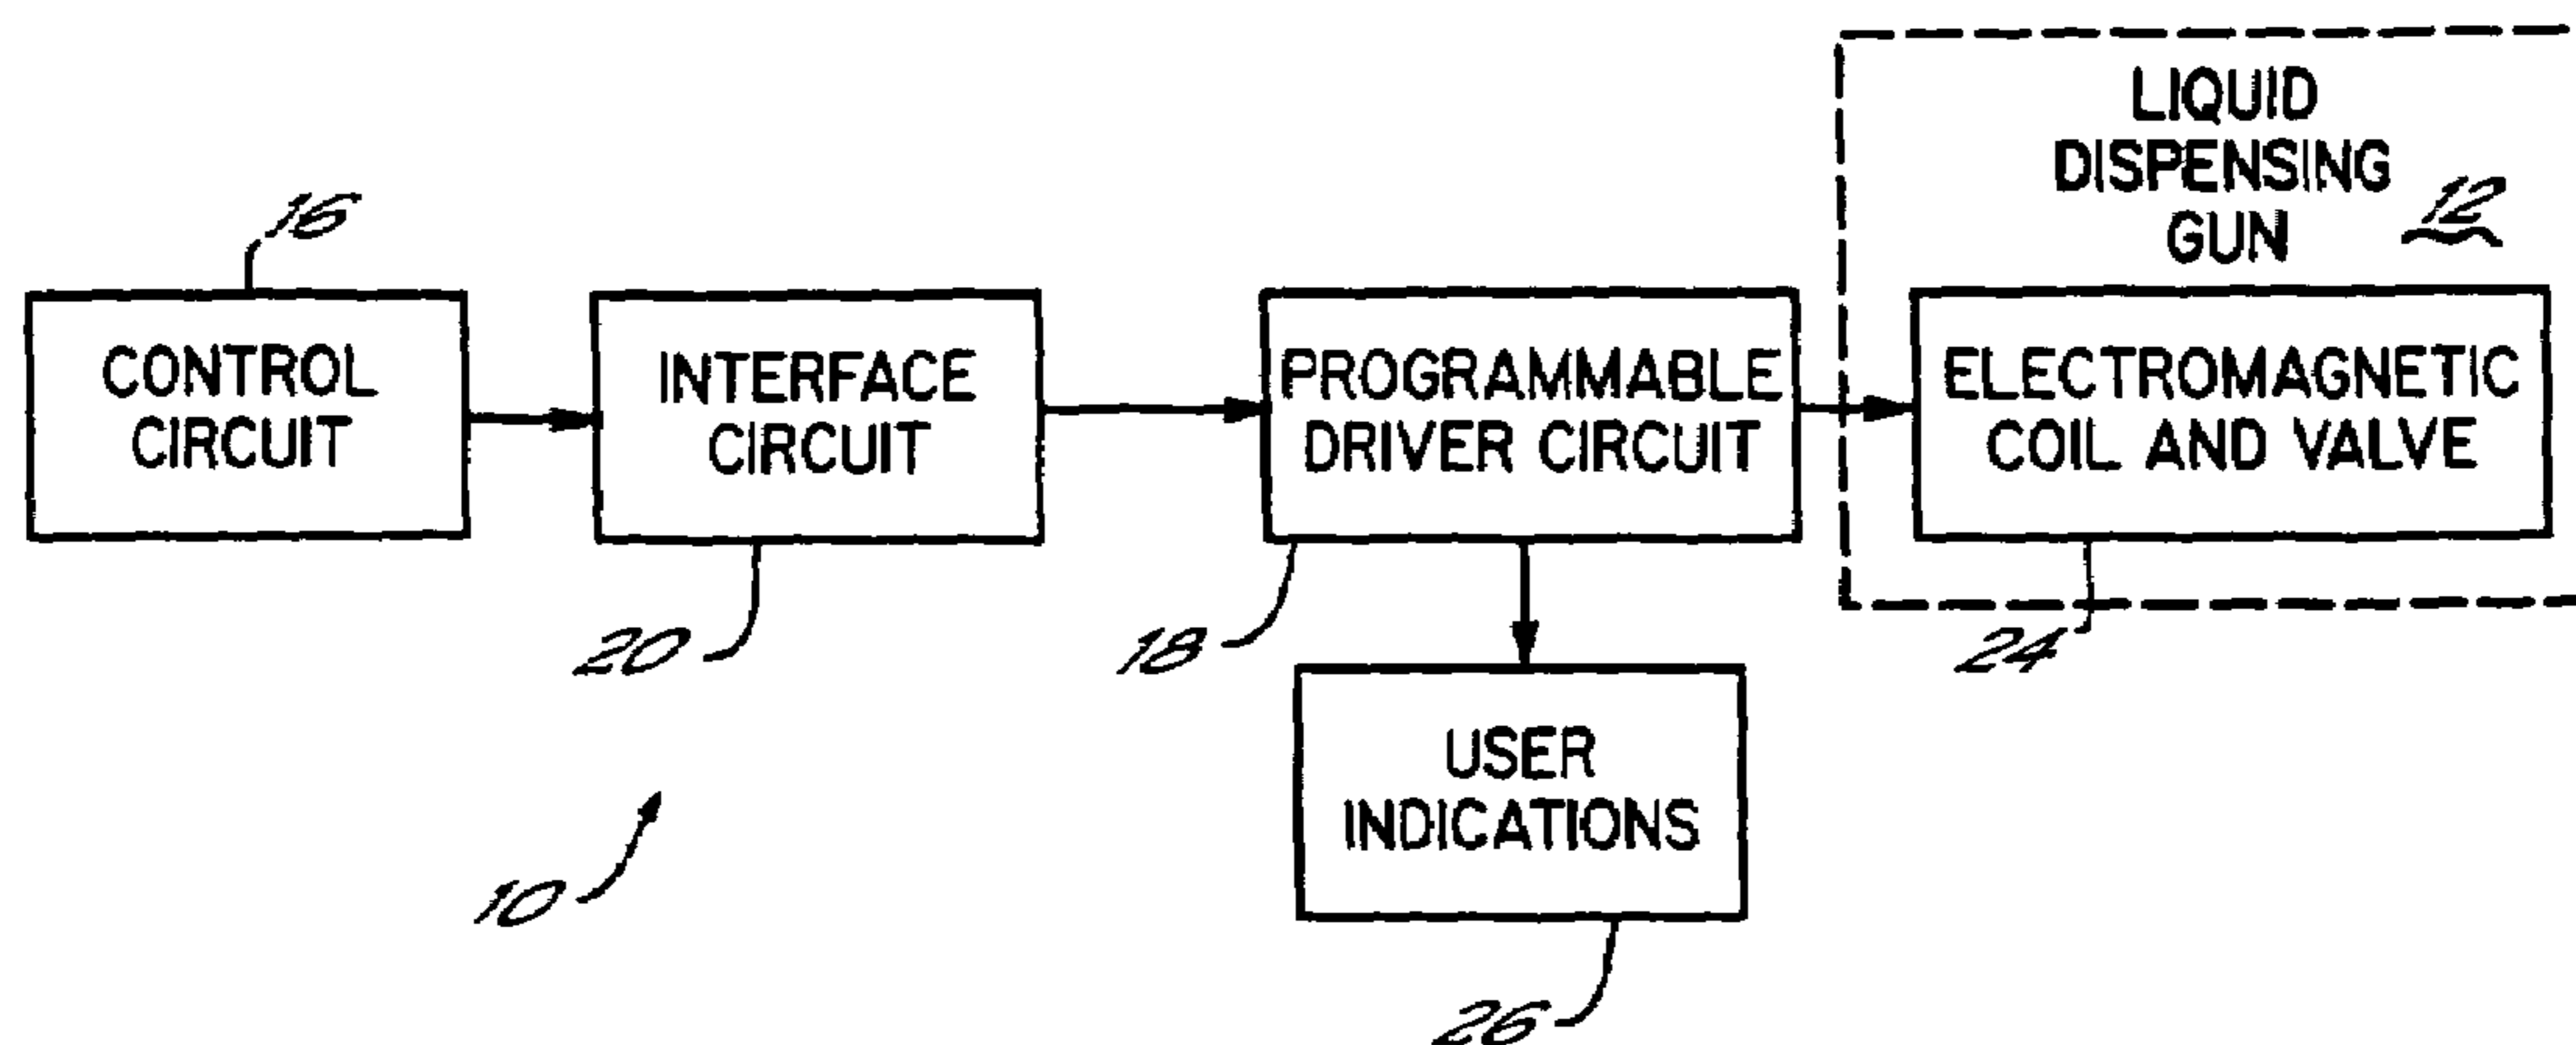 LIQUID
DISPENSING
GUN
12
16
CONTROL
CIRCUIT
INTERFACE
CIRCUIT
PROGRAMMABLE
DRIVER CIRCUIT
ELECTROMAGNETIC
COIL AND VALVE
20
18
24
USER
INDICATIONS
10
26